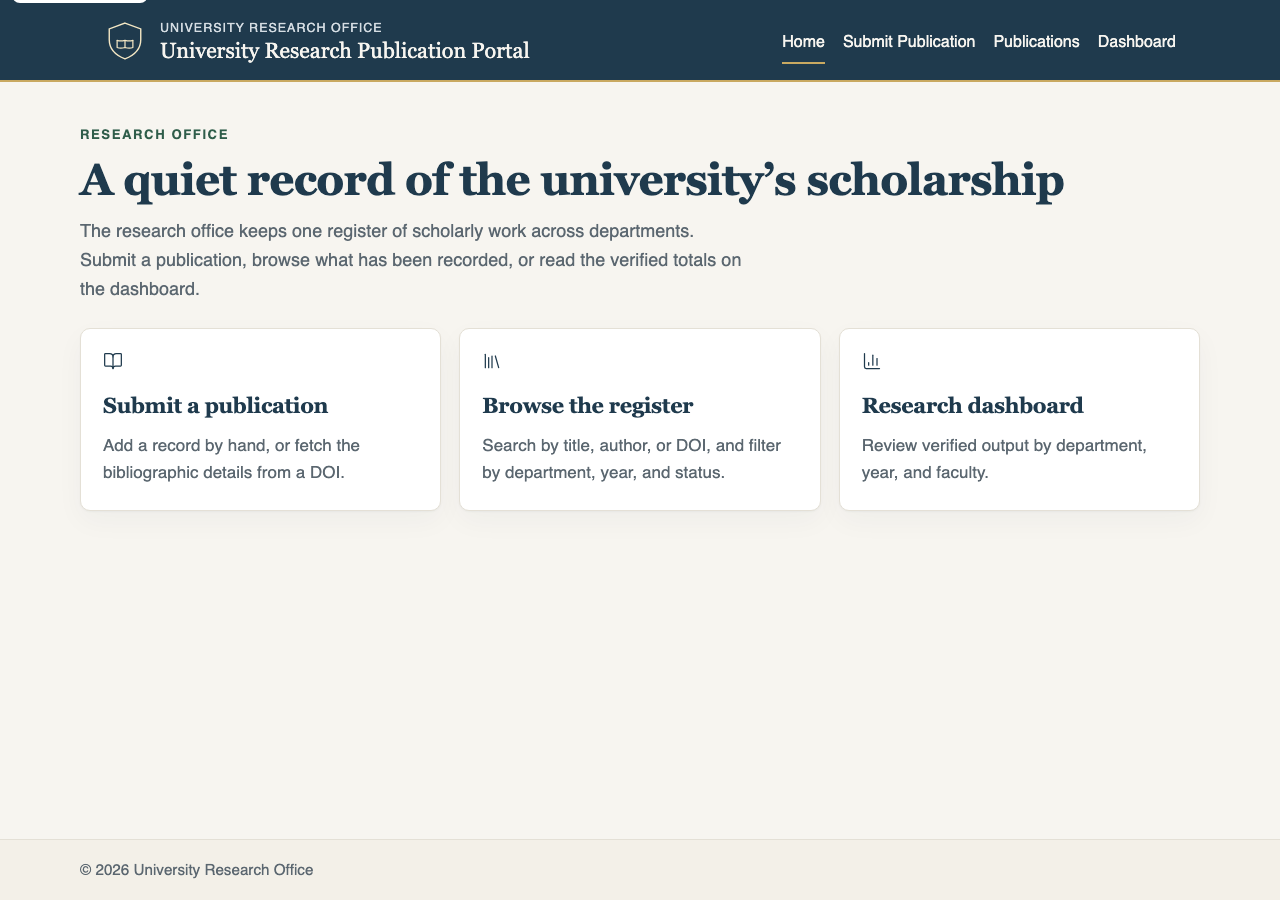 UNIVERSITY RESEARCH OFFICE
University Research Publication Portal
Home Submit Publication Publications Dashboard
RESEARCH OFFICE
A quiet record of the university’s scholarship
The research office keeps one register of scholarly work across departments.
Submit a publication, browse what has been recorded, or read the verified totals on
the dashboard.
Submit a publication
Add a record by hand, or fetch the
bibliographic details from a DOI.
Browse the register
Search by title, author, or DOI, and filter
by department, year, and status.
Research dashboard
Review verified output by department,
year, and faculty.
© 2026 University Research Office